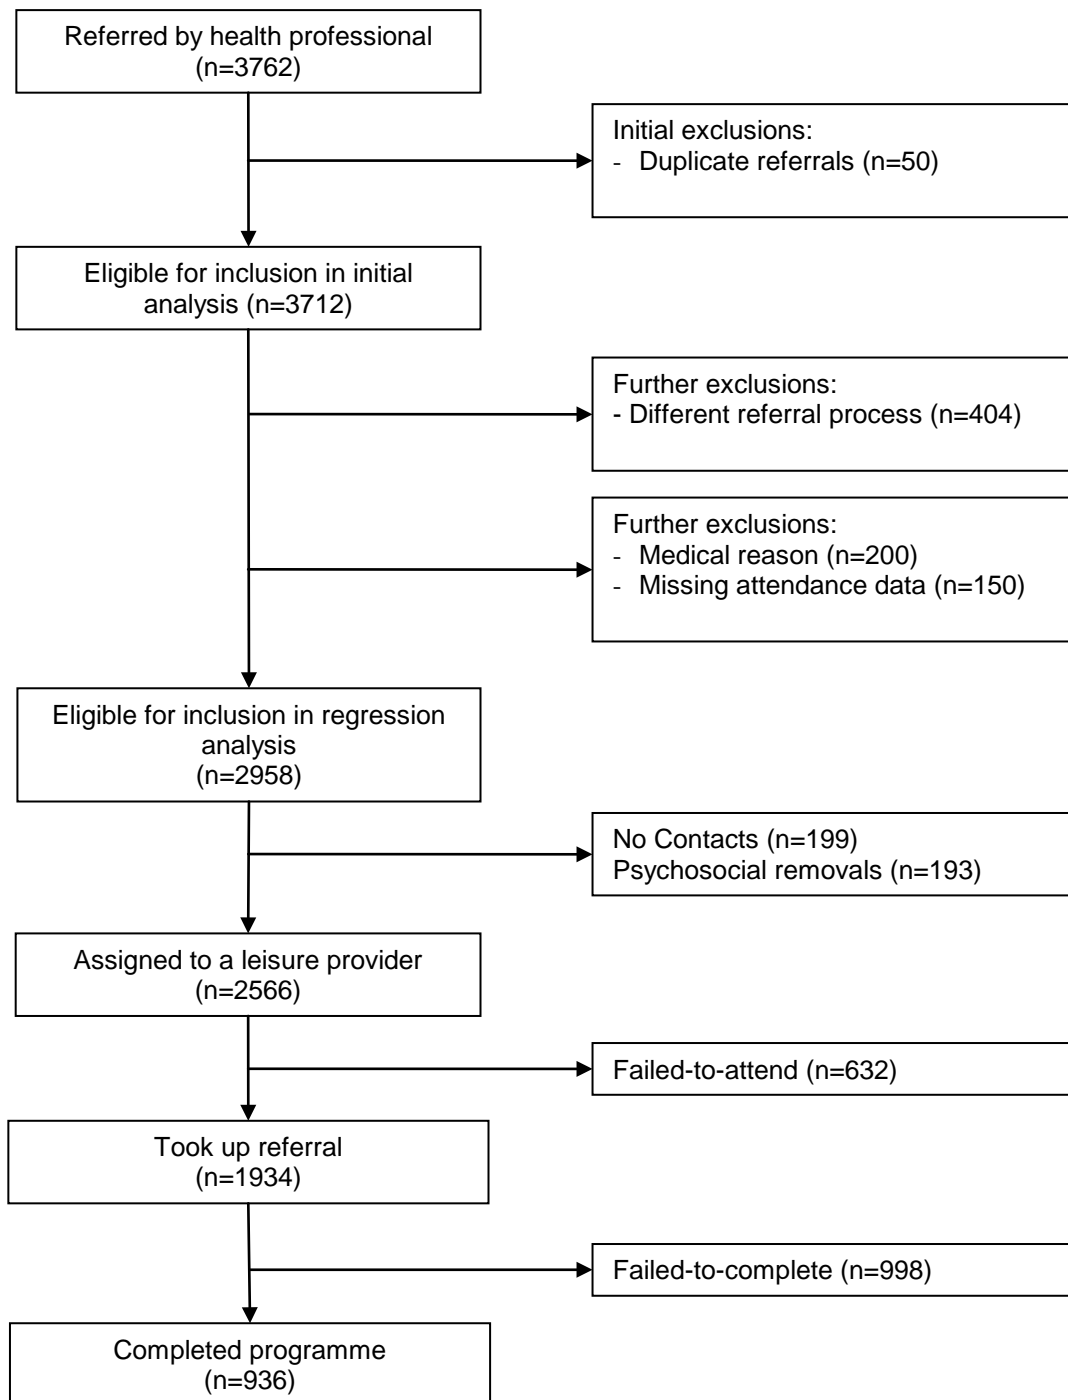 Referred by health professional
(n=3762)
Initial exclusions:
- Duplicate referrals (n=50)
Eligible for inclusion in initial
analysis (n=3712)
Further exclusions:
- Different referral process (n=404)
Further exclusions:
- Medical reason (n=200)
- Missing attendance data (n=150)
Eligible for inclusion in regression
analysis
(n=2958)
No Contacts (n=199)
Psychosocial removals (n=193)
Assigned to a leisure provider
(n=2566)
Failed-to-attend (n=632)
Took up referral
(n=1934)
Failed-to-complete (n=998)
Completed programme
(n=936)